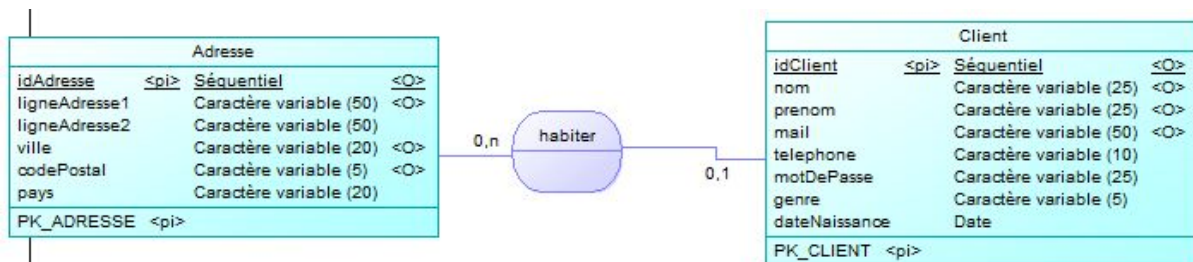 Adresse
idAdresse <pi> Séquentiel <O>
ligneAdresse1 Caractère variable (50) <O>
ligneAdresse2 Caractère variable (50)
ville Caractère variable (20) <O>
codePostal Caractère variable (5) <O>
pays Caractère variable (20)
PK_ADRESSE <pi>
0,n
habiter
0,1
Client
idClient <pi> Séquentiel <O>
nom Caractère variable (25) <O>
prenom Caractère variable (25) <O>
mail Caractère variable (50) <O>
telephone Caractère variable (10)
motDePasse Caractère variable (25)
genre Caractère variable (5)
dateNaissance Date
PK_CLIENT <pi>